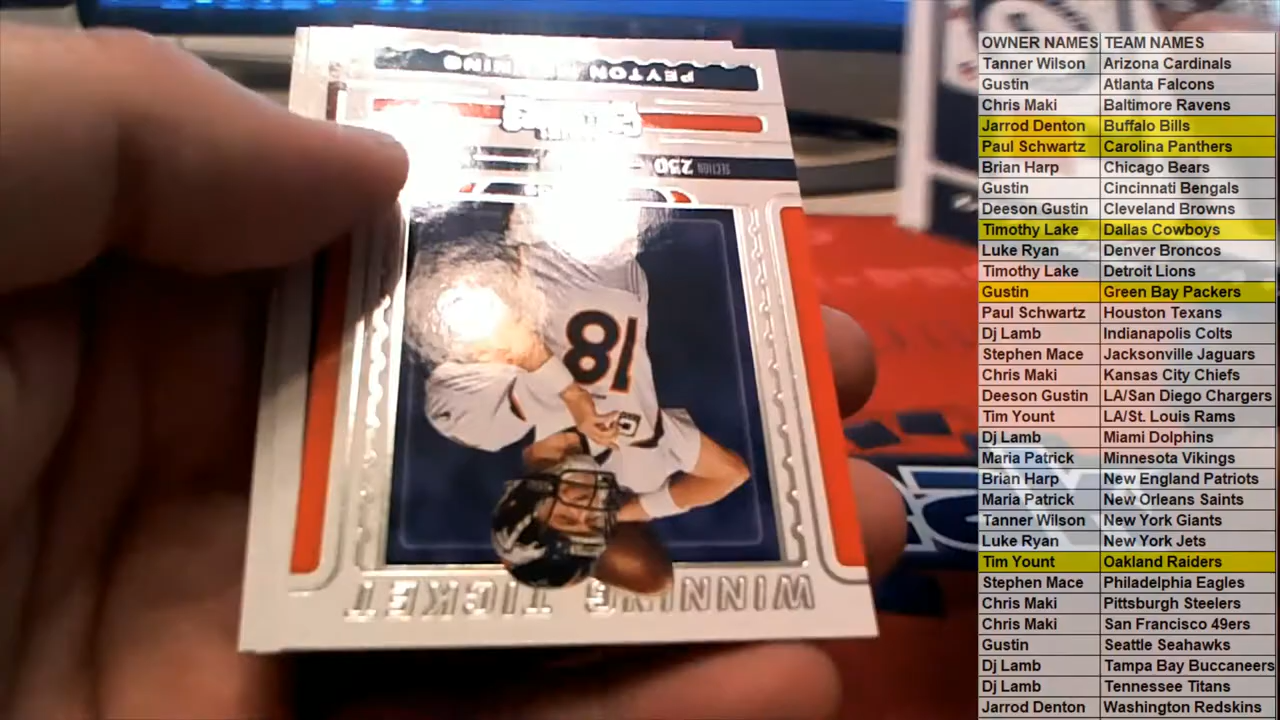 PEYTON MANNING
SECTION 250
18
C
WINNING TICKET
OWNER NAMES TEAM NAMES
Tanner Wilson Arizona Cardinals
Gustin Atlanta Falcons
Chris Maki Baltimore Ravens
Jarrod Denton Buffalo Bills
Paul Schwartz Carolina Panthers
Brian Harp Chicago Bears
Gustin Cincinnati Bengals
Deeson Gustin Cleveland Browns
Timothy Lake Dallas Cowboys
Luke Ryan Denver Broncos
Timothy Lake Detroit Lions
Gustin Green Bay Packers
Paul Schwartz Houston Texans
Dj Lamb Indianapolis Colts
Stephen Mace Jacksonville Jaguars
Chris Maki Kansas City Chiefs
Deeson Gustin LA/San Diego Chargers
Tim Yount LA/St. Louis Rams
Dj Lamb Miami Dolphins
Maria Patrick Minnesota Vikings
Brian Harp New England Patriots
Maria Patrick New Orleans Saints
Tanner Wilson New York Giants
Luke Ryan New York Jets
Tim Yount Oakland Raiders
Stephen Mace Philadelphia Eagles
Chris Maki Pittsburgh Steelers
Chris Maki San Francisco 49ers
Gustin Seattle Seahawks
Dj Lamb Tampa Bay Buccaneers
Dj Lamb Tennessee Titans
Jarrod Denton Washington Redskins